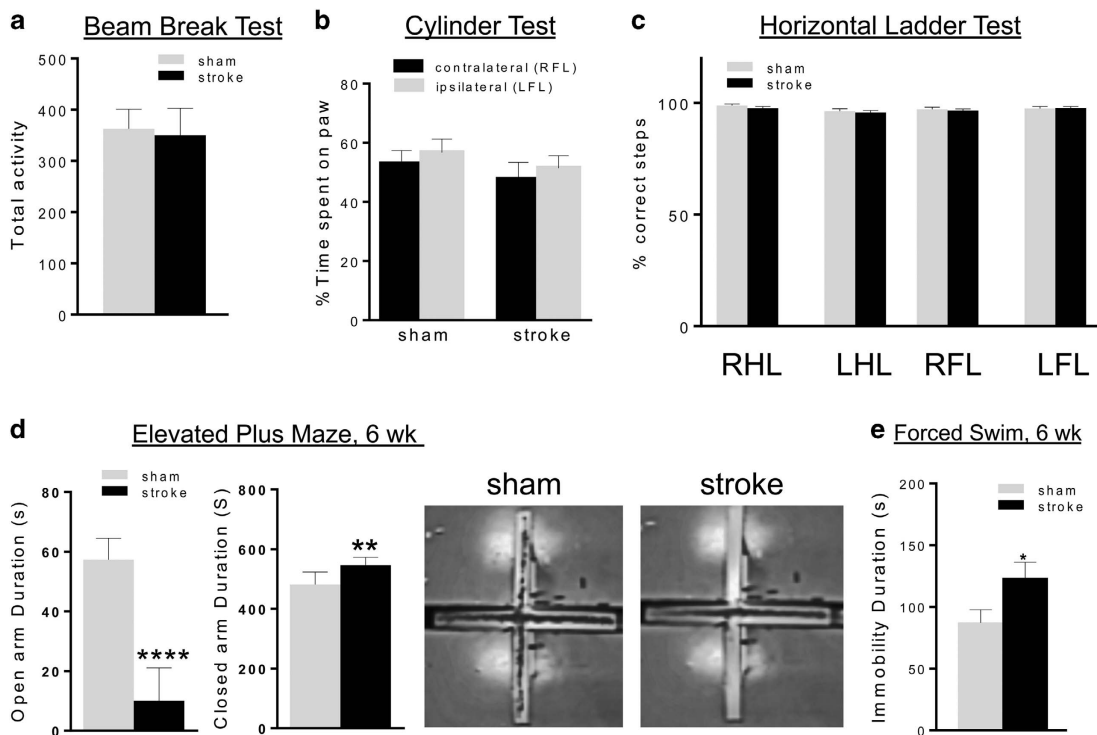 a
Beam Break Test
sham
stroke
Total activity
500
400
300
200
100
0
b
Cylinder Test
contralateral (RFL)
ipsilateral (LFL)
%Time spent on paw
80
60
40
20
0
sham
stroke
c
Horizontal Ladder Test
sham
stroke
% correct steps
100
50
0
RHL
LHL
RFL
LFL
d
Elevated Plus Maze, 6 wk
sham
stroke
Open arm Duration (s)
80
60
40
20
0
****
Closed arm Duration (S)
800
600
400
200
0
**
sham
stroke
e
Forced Swim, 6 wk
sham
stroke
Immobility Duration (s)
200
150
100
50
0
*